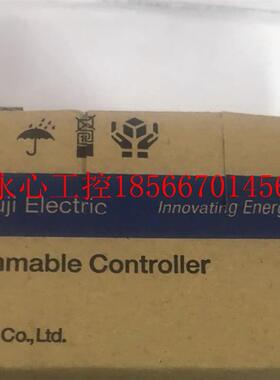 uji Electric
Innovating Energ
永心工控18566701456
mmable Controller
Co.,Ltd.